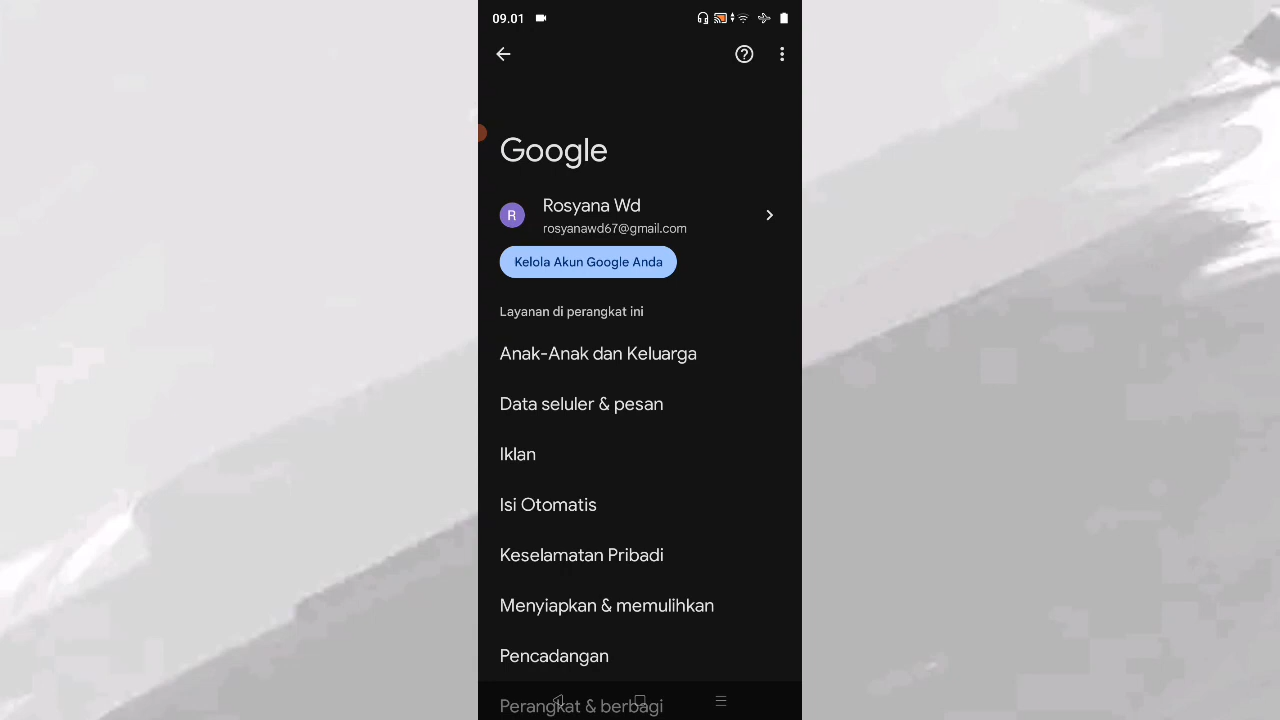 09.01
Google
R
Rosyana Wd
rosyanawd67@gmail.com
Kelola Akun Google Anda
Layanan di perangkat ini
Anak-Anak dan Keluarga
Data seluler & pesan
Iklan
Isi Otomatis
Keselamatan Pribadi
Menyiapkan & memulihkan
Pencadangan
Perangkat & berbagi